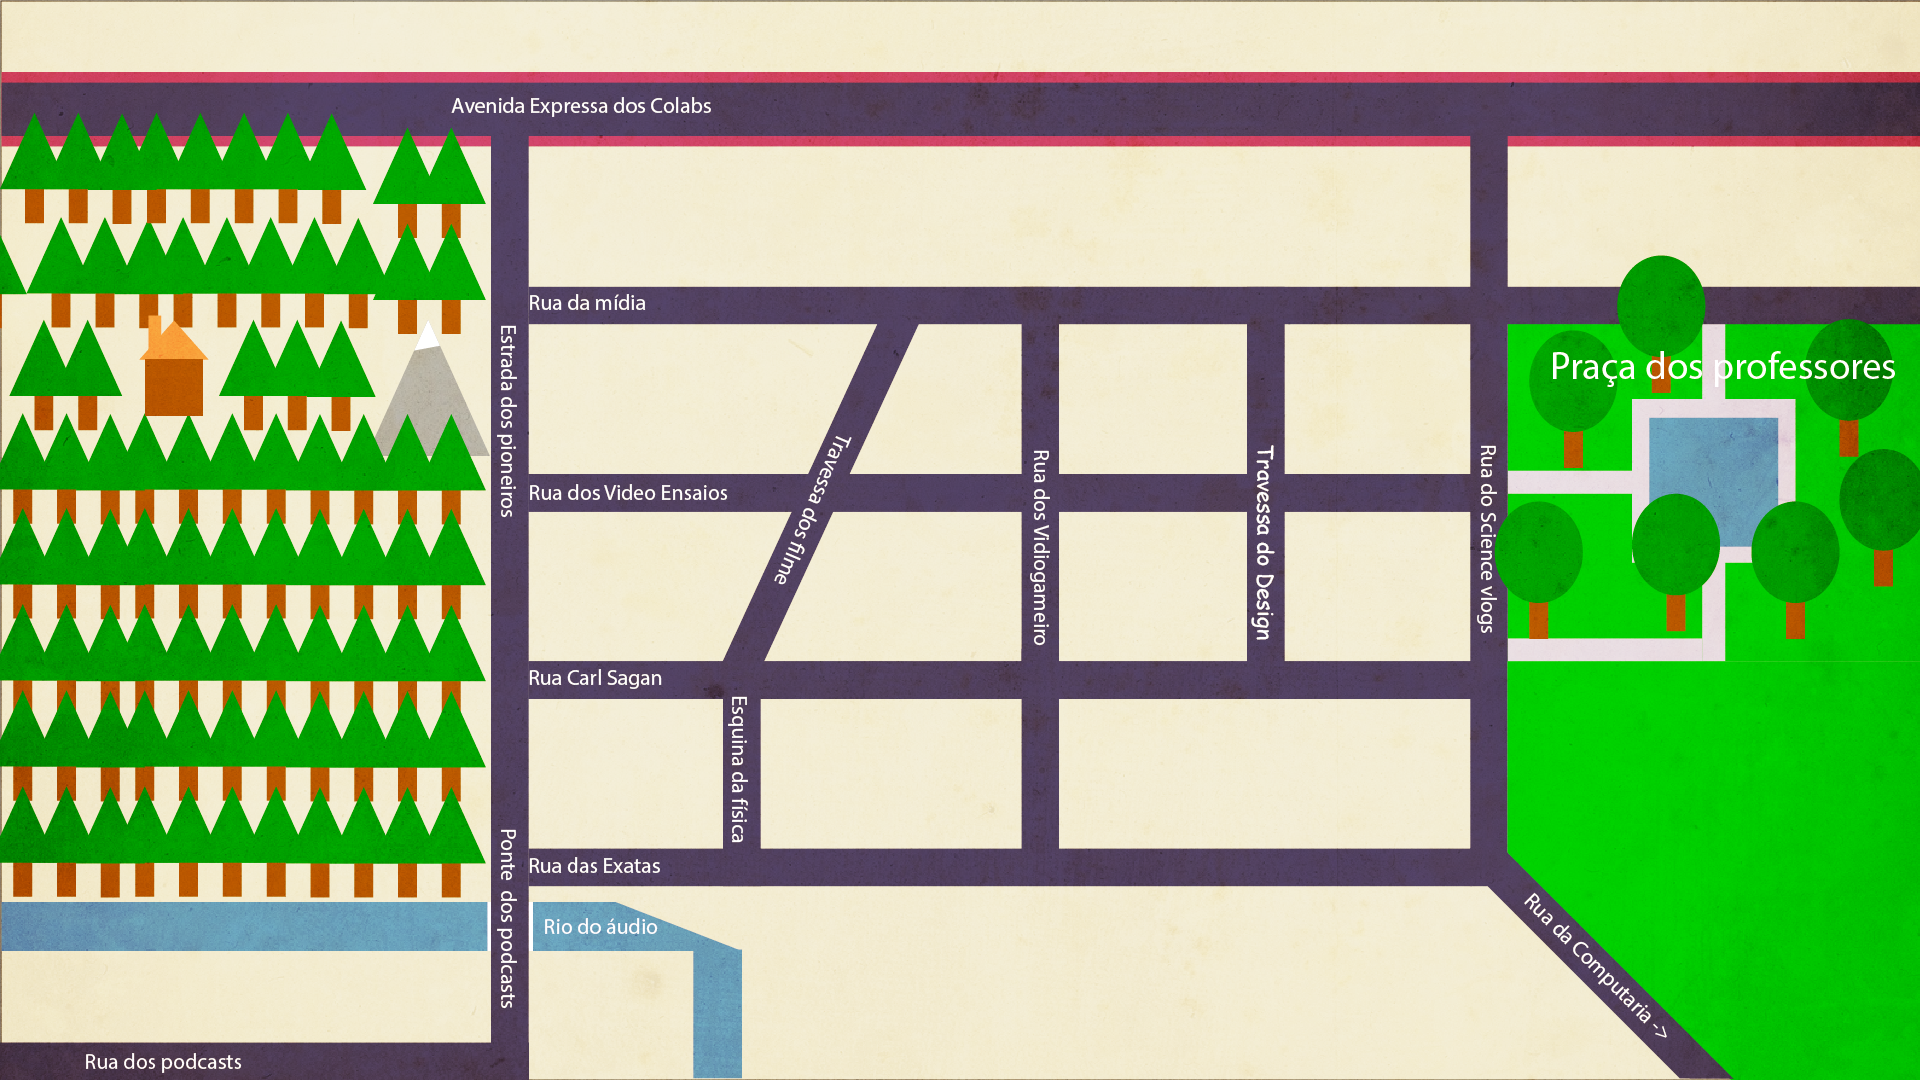 Avenida Expressa dos Colabs
Rua da mídia
Estrada dos pioneiros
Praça dos professores
Travessa dos filme
Rua dos Video Ensaios
Rua dos Vidiogameiro
Travessa do Design
Rua do Science vlogs
Rua Carl Sagan
Esquina da física
Rua das Exatas
Ponte dos podcasts
Rio do áudio
Rua da Computaria ->
Rua dos podcasts